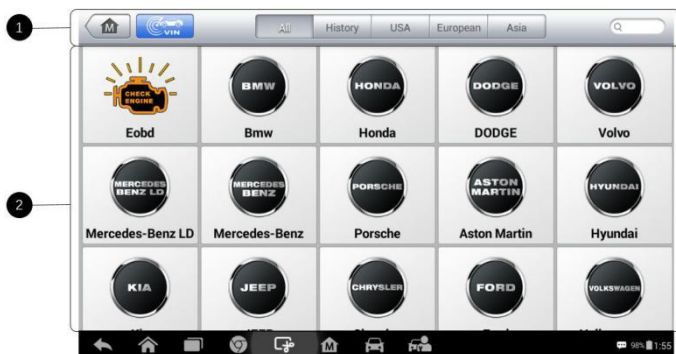 1
M
VIN
All
History
USA
European
Asia
CHECK
ENGINE
BMW
HONDA
DODGE
VOLVO
Eobd
Bmw
Honda
DODGE
Volvo
2
MERCEDES
BENZ LD
MERCEDES
BENZ
PORSCHE
ASTON
MARTIN
HYUNDAI
Mercedes-Benz LD
Mercedes-Benz
Porsche
Aston Martin
Hyundai
KIA
JEEP
CHRYSLER
FORD
VOLKSWAGEN
M
98%
1:55